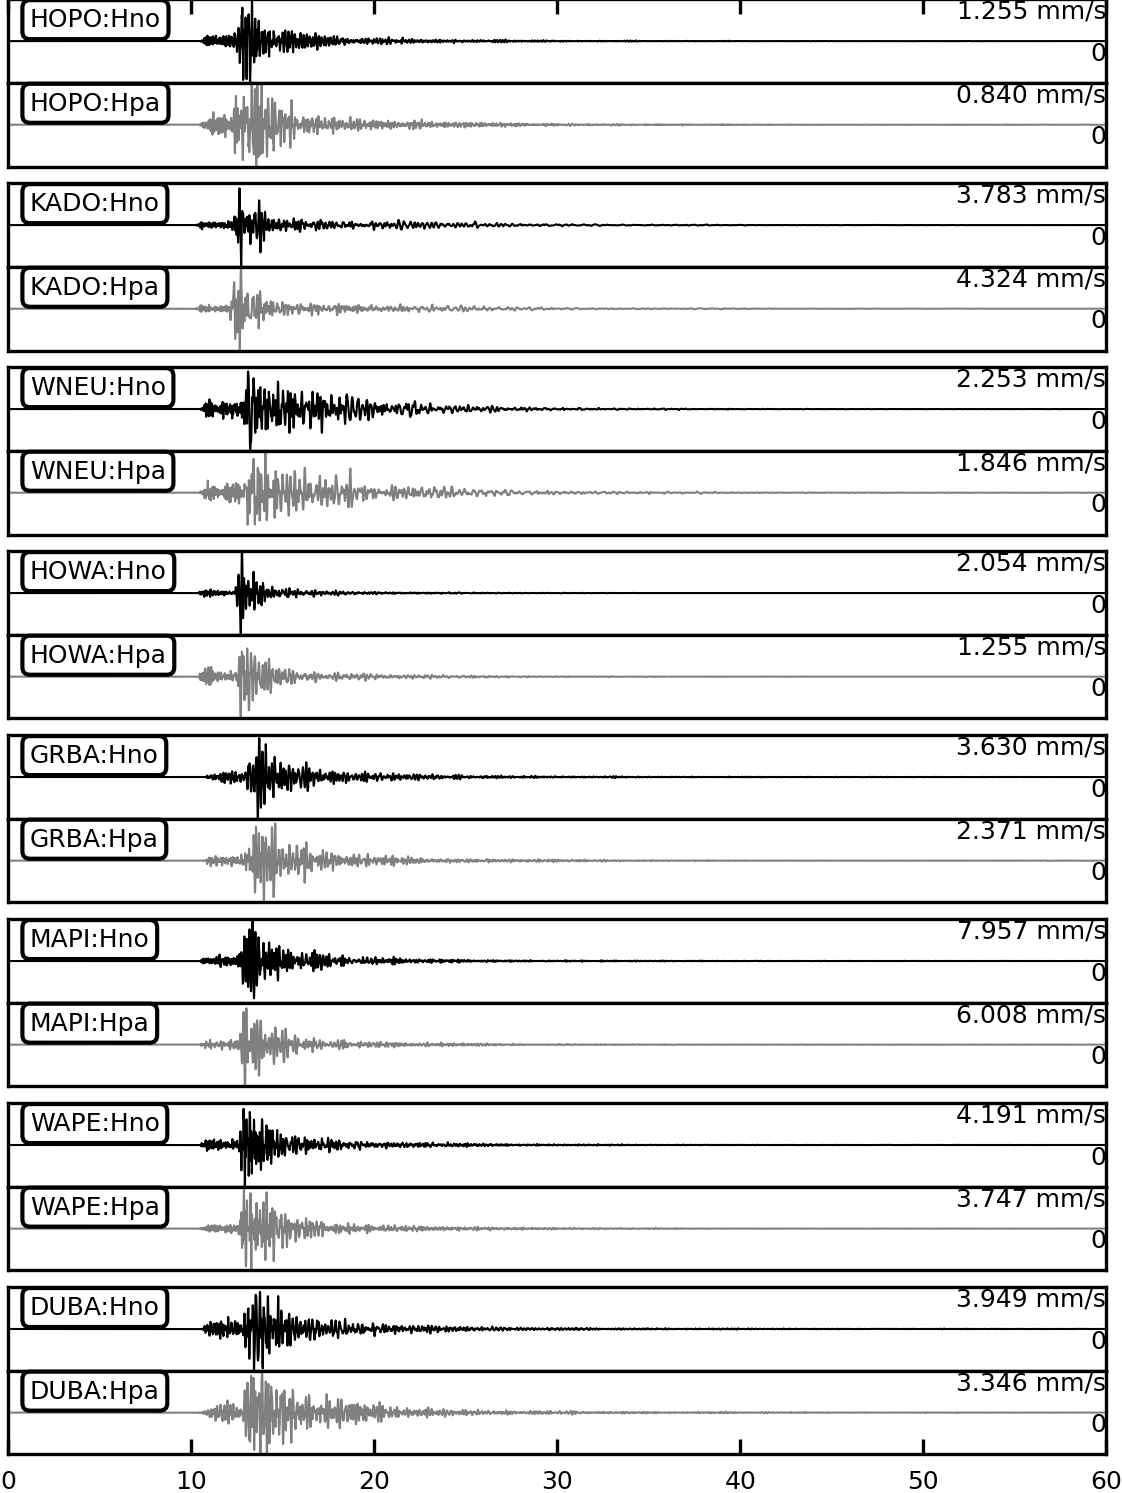 HOPO:Hno 1.255 mm/s
0
HOPO:Hpa 0.840 mm/s
0
KADO:Hno 3.783 mm/s
0
KADO:Hpa 4.324 mm/s
0
WNEU:Hno 2.253 mm/s
0
WNEU:Hpa 1.846 mm/s
0
HOWA:Hno 2.054 mm/s
0
HOWA:Hpa 1.255 mm/s
0
GRBA:Hno 3.630 mm/s
0
GRBA:Hpa 2.371 mm/s
0
MAPI:Hno 7.957 mm/s
0
MAPI:Hpa 6.008 mm/s
0
WAPE:Hno 4.191 mm/s
0
WAPE:Hpa 3.747 mm/s
0
DUBA:Hno 3.949 mm/s
0
DUBA:Hpa 3.346 mm/s
0
0 10 20 30 40 50 60